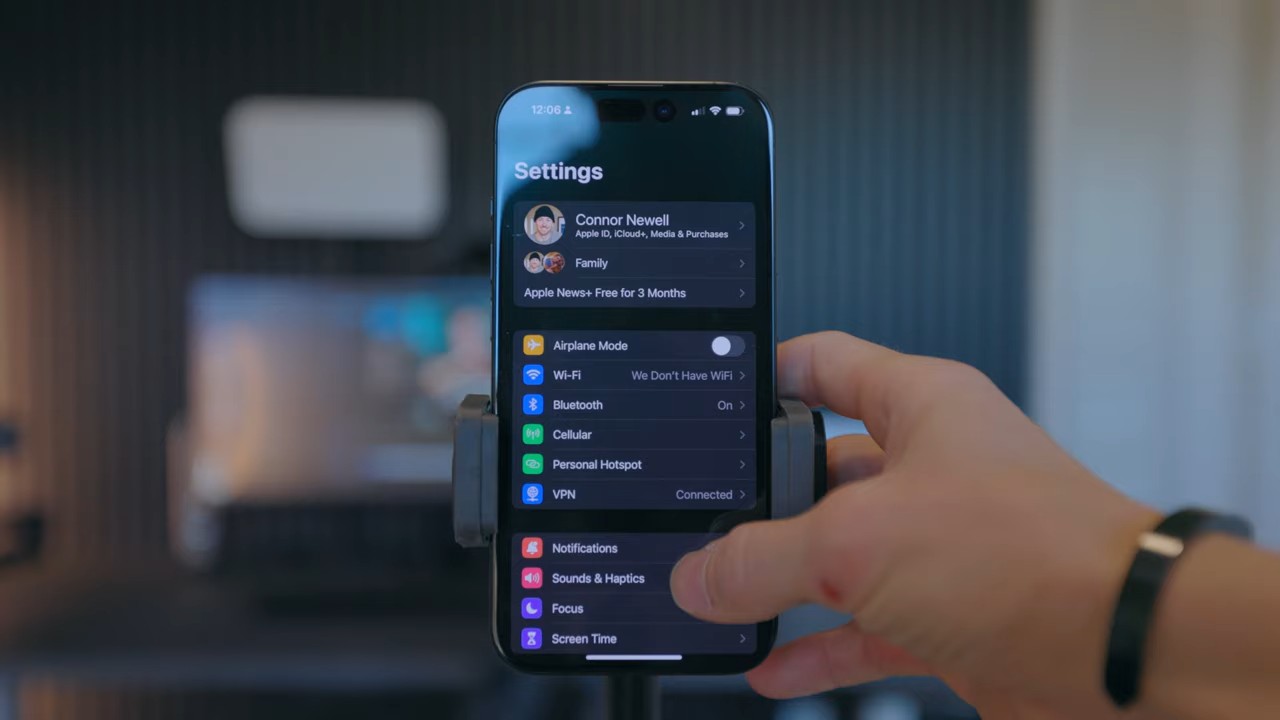 12:06
Settings
Connor Newell
Apple ID, iCloud+, Media & Purchases
Family
Apple News+ Free for 3 Months
Airplane Mode
Wi-Fi We Don't Have WiFi
Bluetooth On
Cellular
Personal Hotspot
VPN Connected
Notifications
Sounds & Haptics
Focus
Screen Time